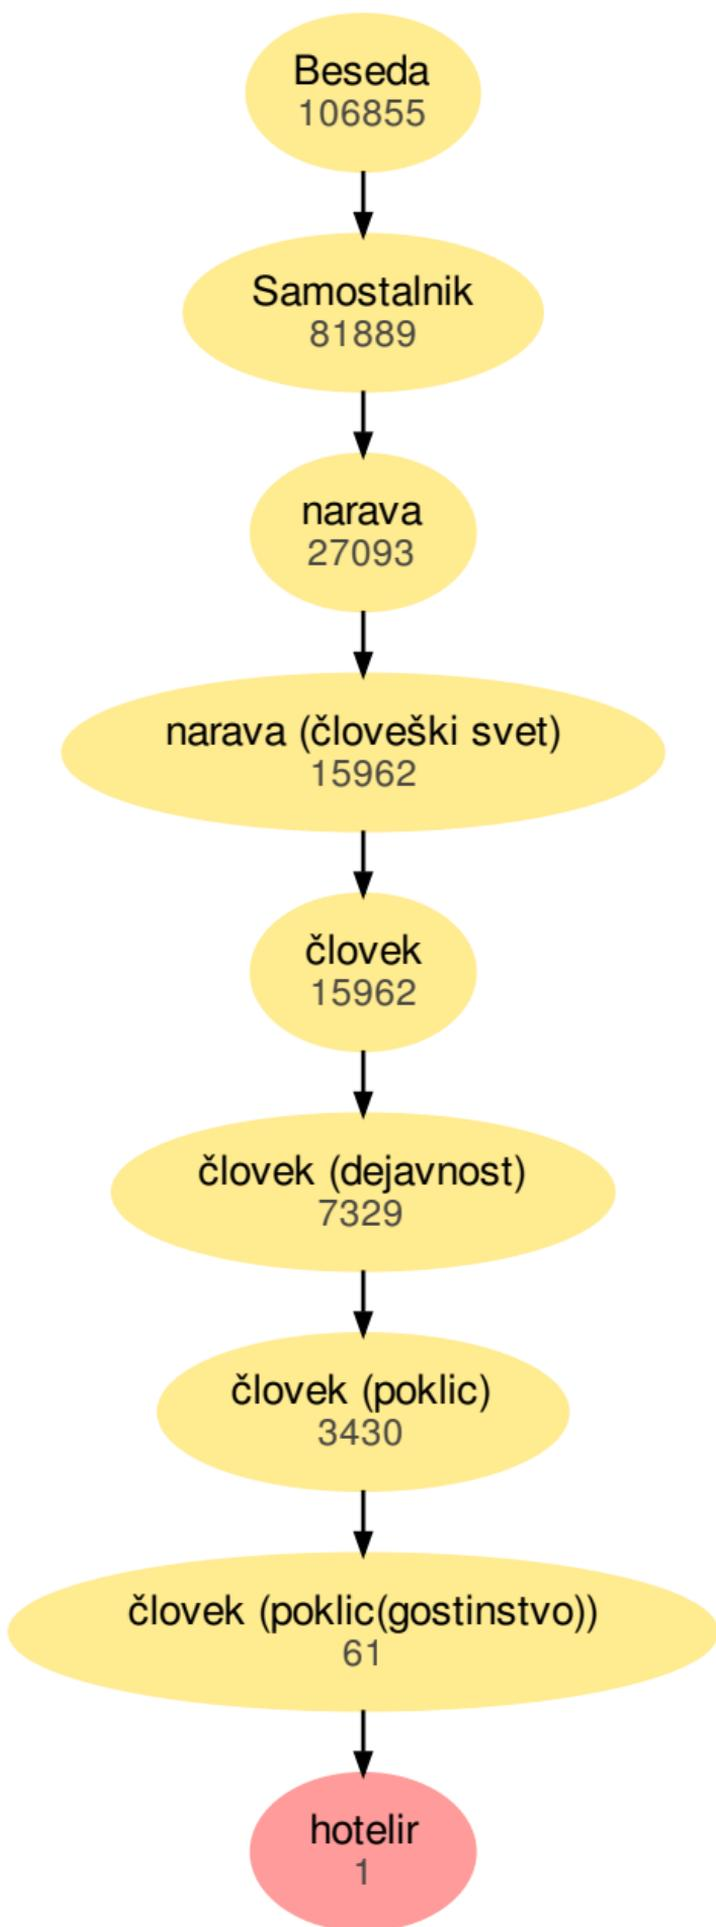 Beseda
106855
Samostalnik
81889
narava
27093
narava (človeški svet)
15962
človek
15962
človek (dejavnost)
7329
človek (poklic)
3430
človek (poklic(gostinstvo))
61
hotelir
1